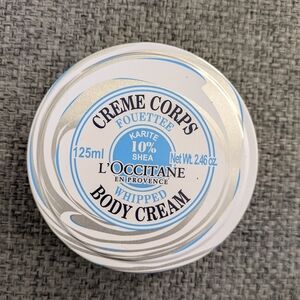 CREME CORPS
FOUETTEE
KARITE
10%
SHEA
125ml
Net Wt. 2.46 oz.
L'OCCITANE
EN PROVENCE
WHIPPED
BODY CREAM